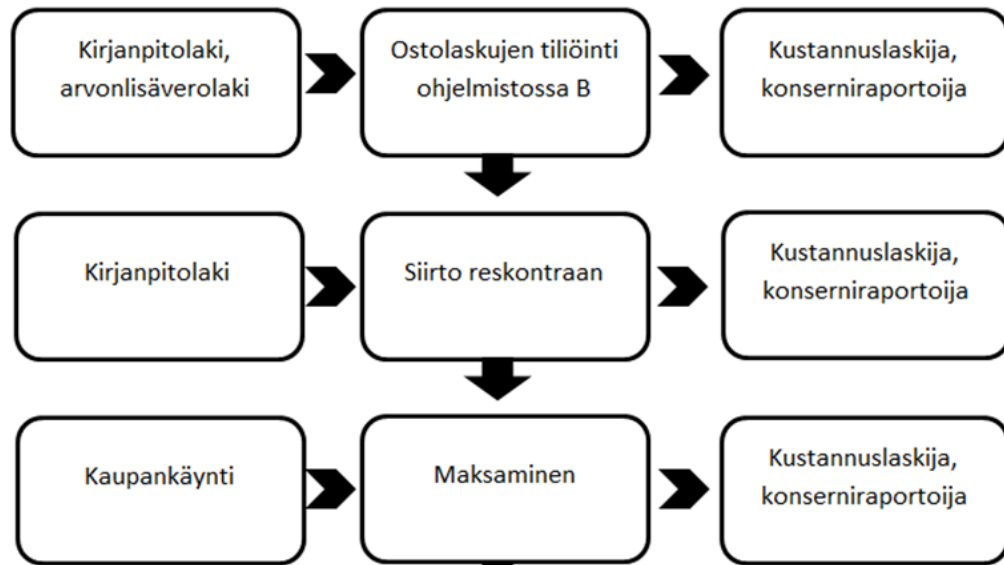 Kirjanpitolaki,
arvonlisäverolaki
Ostolaskujen tiliöinti
ohjelmistossa B
Kustannuslaskija,
konserniraportoija
Kirjanpitolaki
Siirto reskontraan
Kustannuslaskija,
konserniraportoija
Kaupankäynti
Maksaminen
Kustannuslaskija,
konserniraportoija